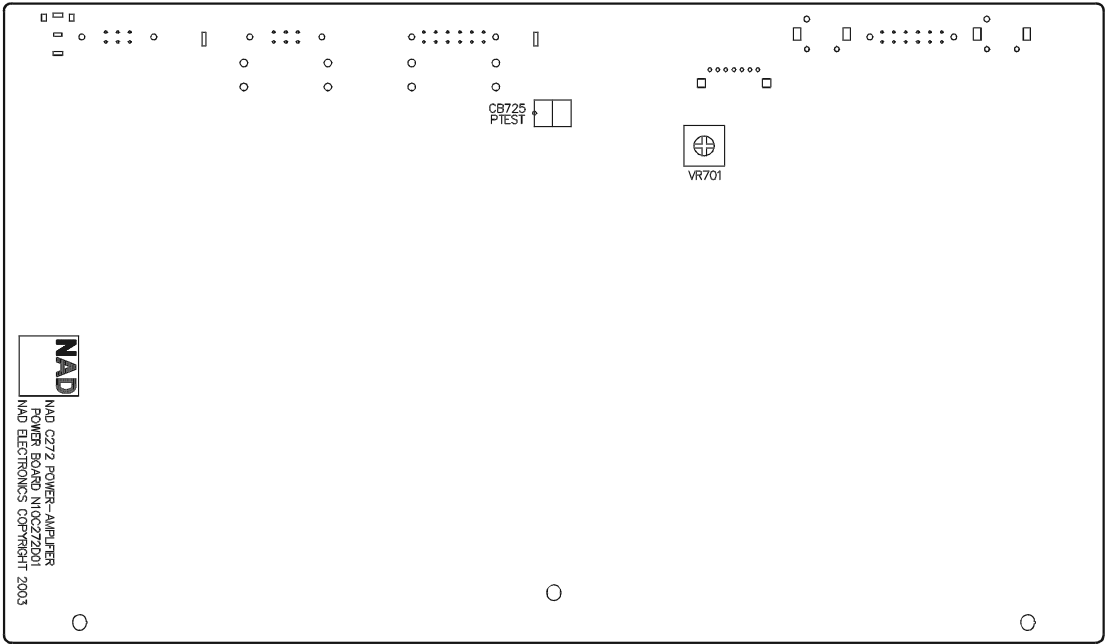 CB725
PTEST
VR701
NAD
NAD C272 POWER-AMPLIFIER
POWER BOARD N10C272D01
NAD ELECTRONICS COPYRIGHT 2003